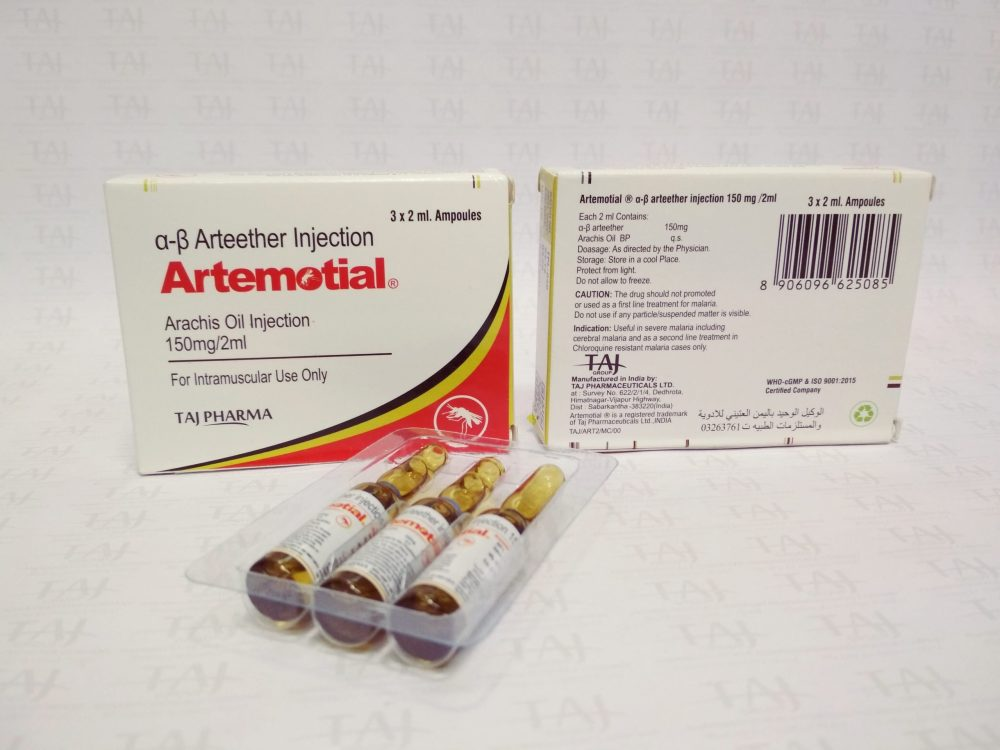 3 x 2 ml. Ampoules
α-β Arteether Injection
Artemotial®
Arachis Oil Injection
150mg/2ml
For Intramuscular Use Only
TAJ PHARMA
Artemotial ® α-β arteether injection 150 mg /2ml
3 x 2 ml. Ampoules
Each 2 ml Contains:
α-β arteether 150mg
Arachis Oil BP q.s.
Doasage: As directed by the Physician.
Storage: Store in a cool Place.
Protect from light.
Do not allow to freeze.
CAUTION: The drug should not promoted
or used as a first line treatment for malaria.
Do not use if any particle/suspended matter is visible.
Indication: Useful in severe malaria including
cerebral malaria and as a second line treatment in
Chloroquine resistant malaria cases only.
8 906096 625085
TAJ
GROUP
Manufactured in India by:
TAJ PHARMACEUTICALS LTD.
at : Survey No. 622/2/1/4, Dedhrota,
Himatnagar-Vijapur Highway,
Dist : Sabarkantha -383220(India)
Artemotial ® is a registered trademark
of Taj Pharmaceuticals Ltd.,INDIA
TAJ/ART2/MC/00
WHO-cGMP & ISO 9001:2015
Certified Company
الوكيل الوحيد باليمن العتيني للادوية
والمستلزمات الطبيه ت 03263761